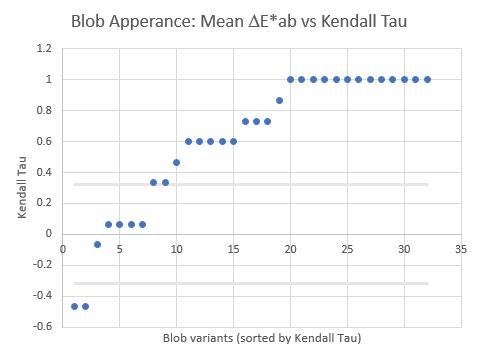 Blob Apperance: Mean ΔE*ab vs Kendall Tau
1.2
1
0.8
0.6
0.4
0.2
0
-0.2
-0.4
-0.6
Kendall Tau
0 5 10 15 20 25 30 35
Blob variants (sorted by Kendall Tau)